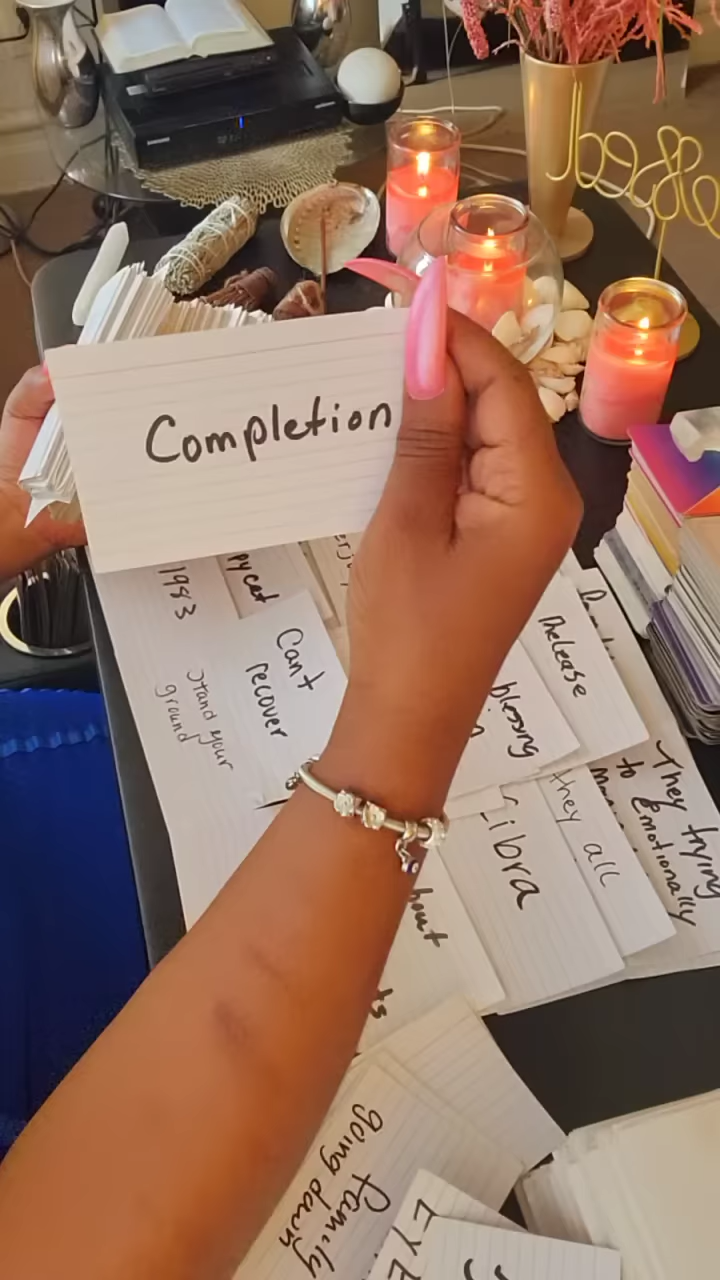 Completion
1983
Stand your
ground
Can't
recover
Release
blessing
Libra
they all
They trying
to Emotionally
Family
going down